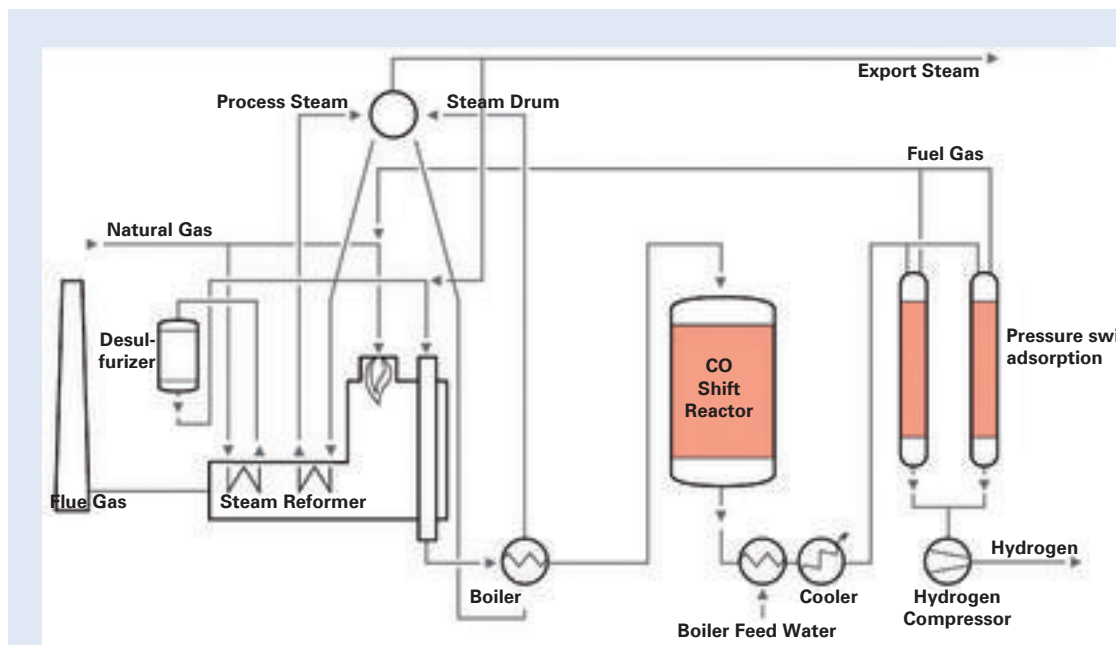 Export Steam
Process Steam
Steam Drum
Fuel Gas
Natural Gas
Desul-
furizer
CO
Shift
Reactor
Pressure swi
adsorption
Flue Gas
Steam Reformer
Boiler
Cooler
Boiler Feed Water
Hydrogen
Hydrogen
Compressor